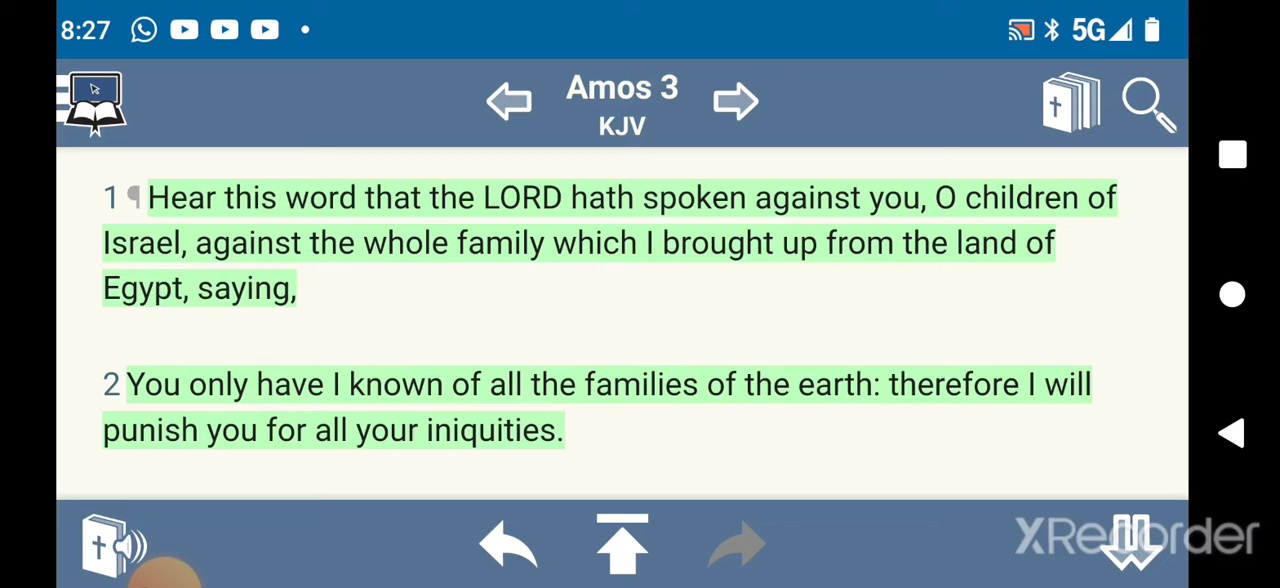 8:27 5G
Amos 3
KJV
1 ¶ Hear this word that the LORD hath spoken against you, O children of
Israel, against the whole family which I brought up from the land of
Egypt, saying,
2 You only have I known of all the families of the earth: therefore I will
punish you for all your iniquities.
XRecorder